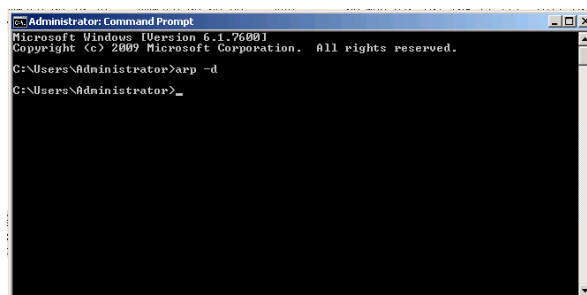 Administrator: Command Prompt
Microsoft Windows [Version 6.1.7600]
Copyright (c) 2009 Microsoft Corporation.  All rights reserved.
C:\Users\Administrator>arp -d
C:\Users\Administrator>_